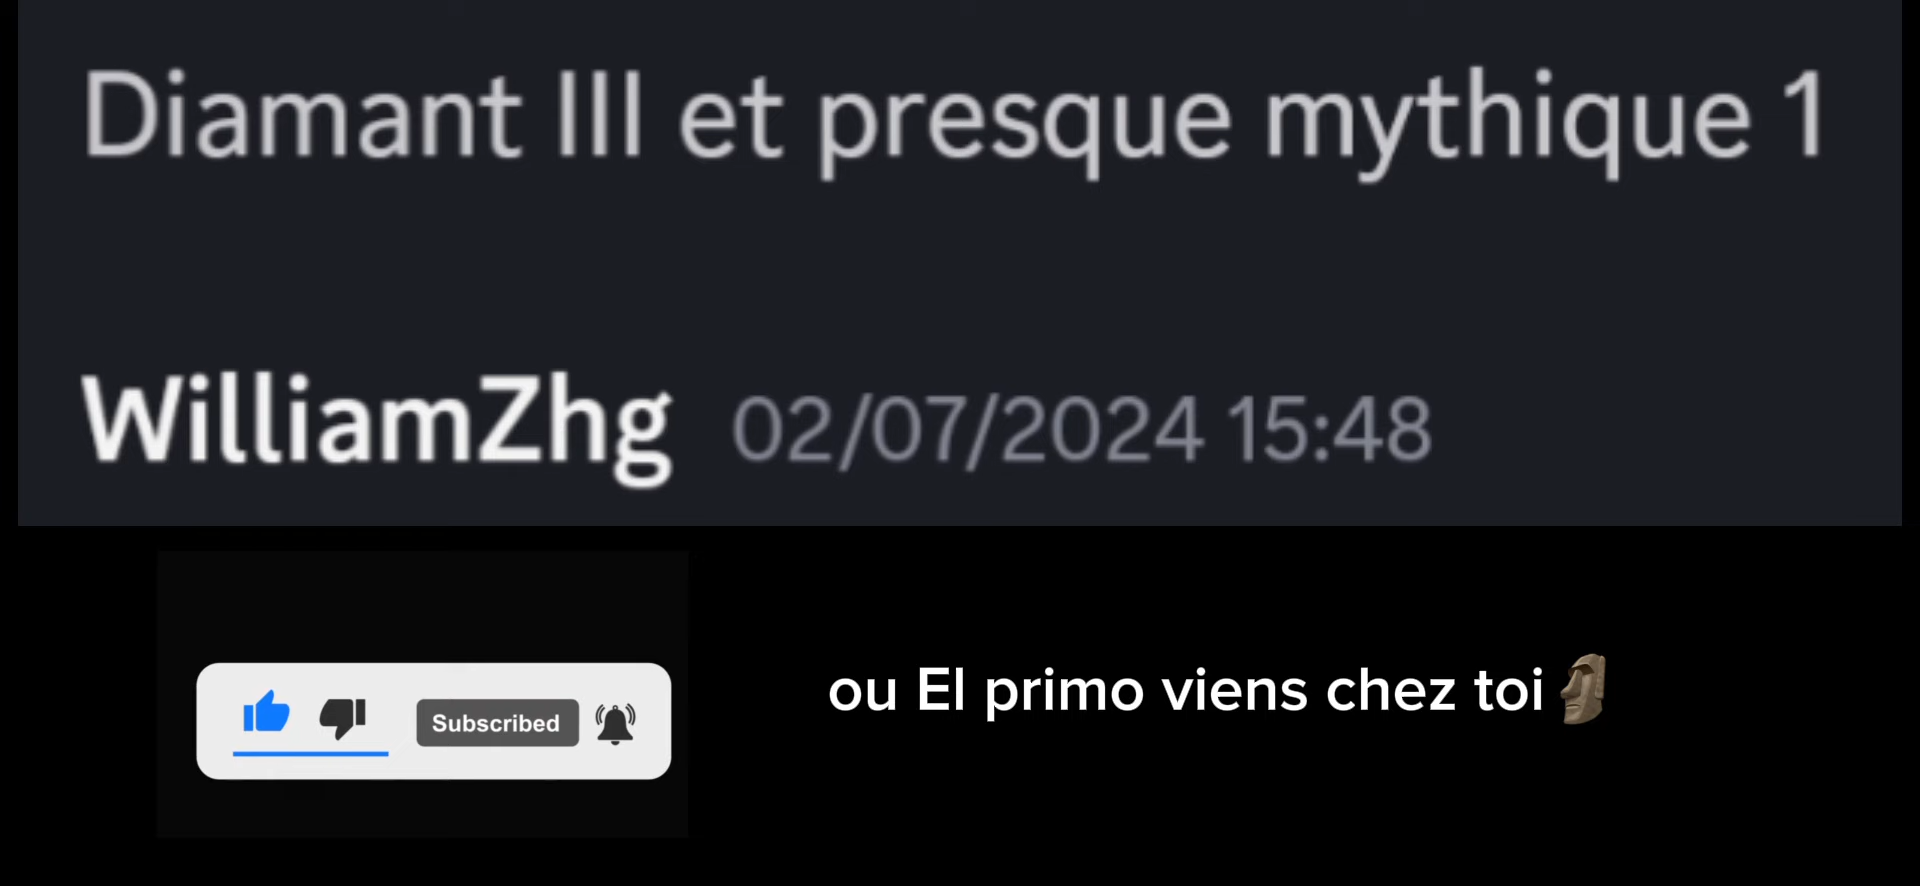 Diamant III et presque mythique 1
WilliamZhg 02/07/2024 15:48
Subscribed
ou El primo viens chez toi🗿